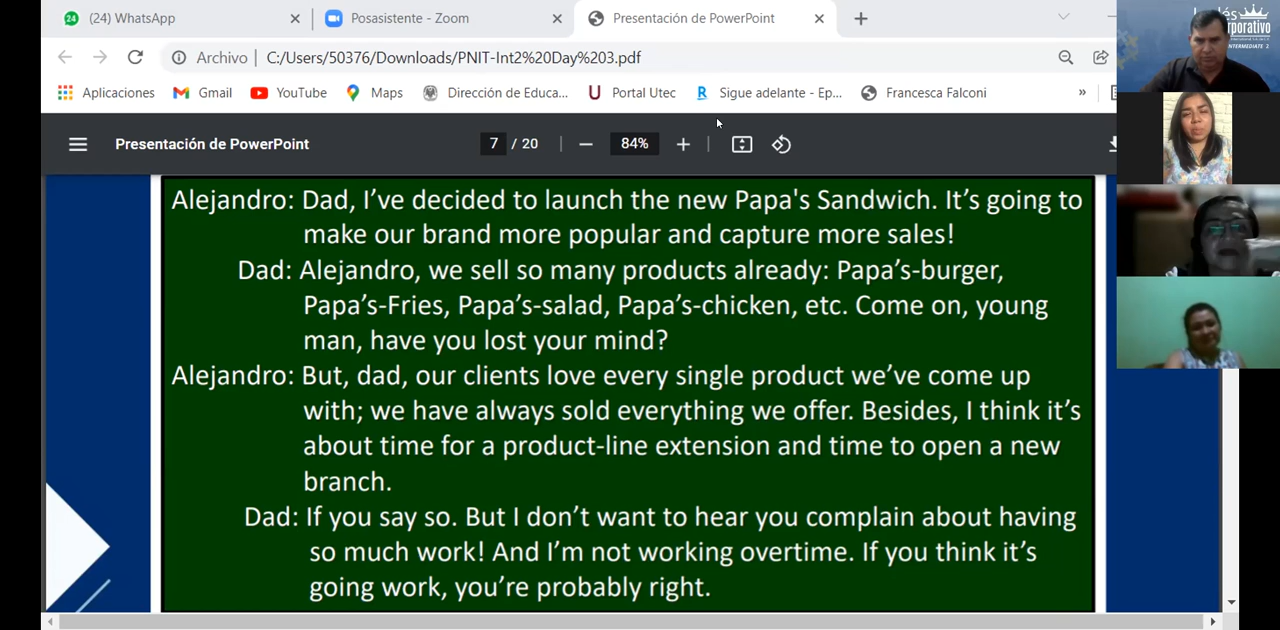 (24) WhatsApp
Posasistente - Zoom
Presentación de PowerPoint
Archivo
C:/Users/50376/Downloads/PNIT-Int2%20Day%203.pdf
Aplicaciones
Gmail
YouTube
Maps
Dirección de Educa...
Portal Utec
Sigue adelante - Ep...
Francesca Falconi
»
Presentación de PowerPoint
7 / 20
84%
Alejandro: Dad, I’ve decided to launch the new Papa's Sandwich. It’s going to
make our brand more popular and capture more sales!
Dad: Alejandro, we sell so many products already: Papa’s-burger,
Papa’s-Fries, Papa’s-salad, Papa’s-chicken, etc. Come on, young
man, have you lost your mind?
Alejandro: But, dad, our clients love every single product we’ve come up
with; we have always sold everything we offer. Besides, I think it’s
about time for a product-line extension and time to open a new
branch.
Dad: If you say so. But I don’t want to hear you complain about having
so much work! And I’m not working overtime. If you think it’s
going work, you’re probably right.